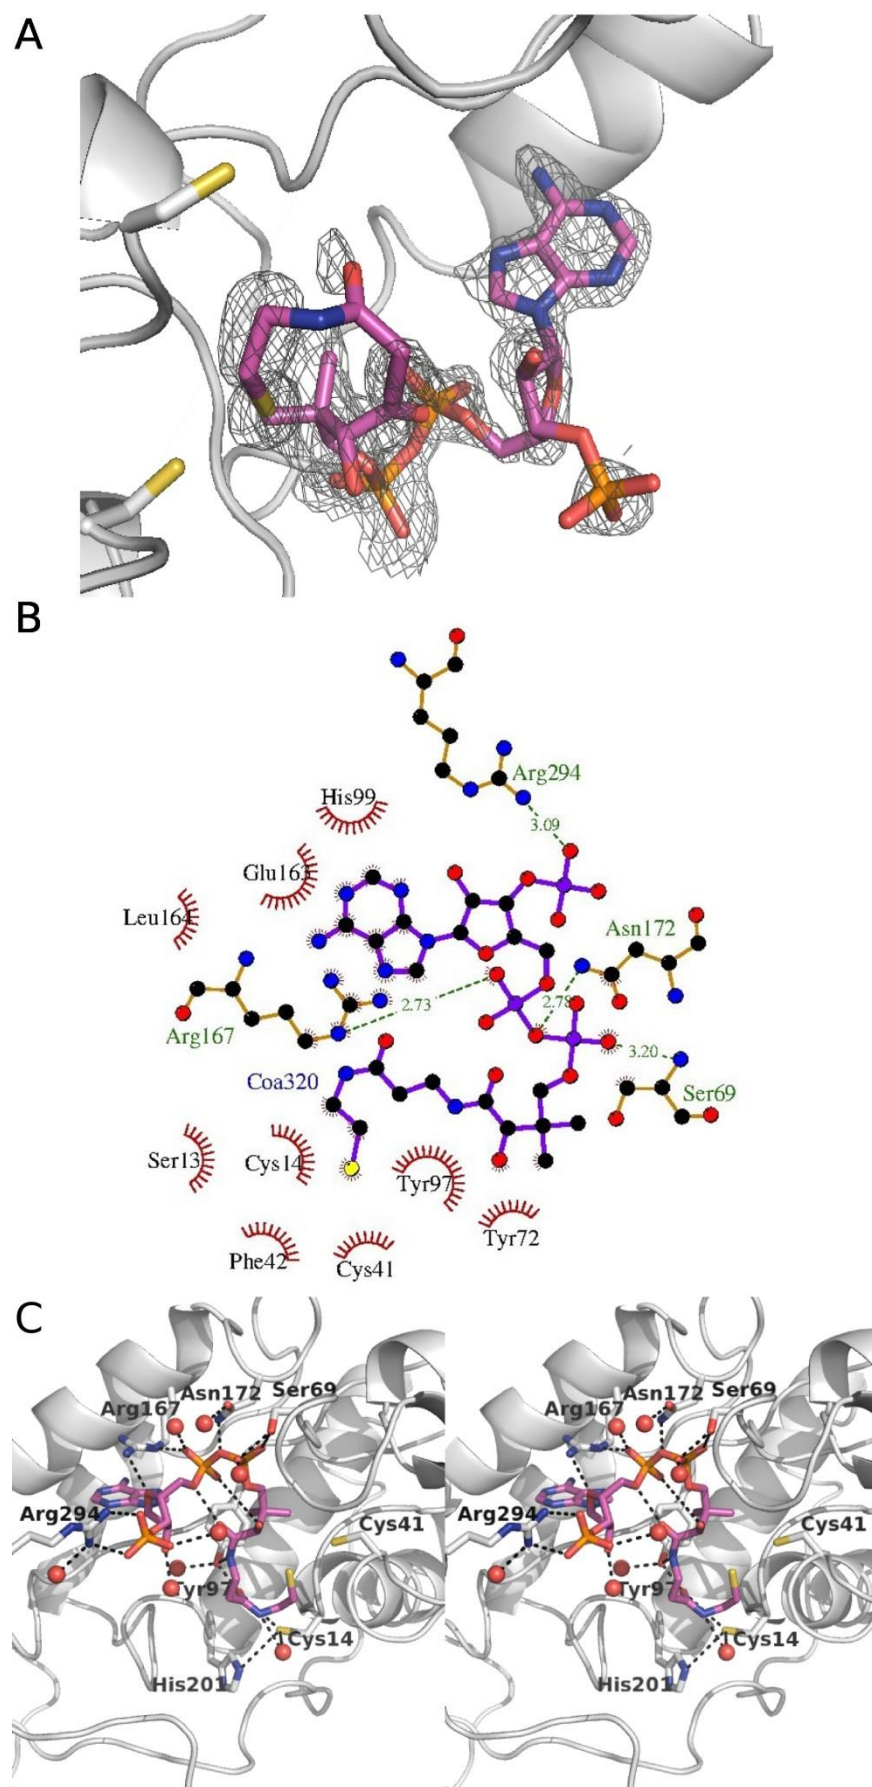 A
B
Arg294
3.09
His99
Glu163
Leu164
Asn172
2.78
2.73
Arg167
Coa320
3.20
Ser69
Ser13
Cys14
Tyr97
Tyr72
Phe42
Cys41
C
Asn172 Ser69
Arg167
Arg294
Cys41
Tyr97
Cys14
His201
Asn172 Ser69
Arg167
Arg294
Cys41
Tyr97
Cys14
His201